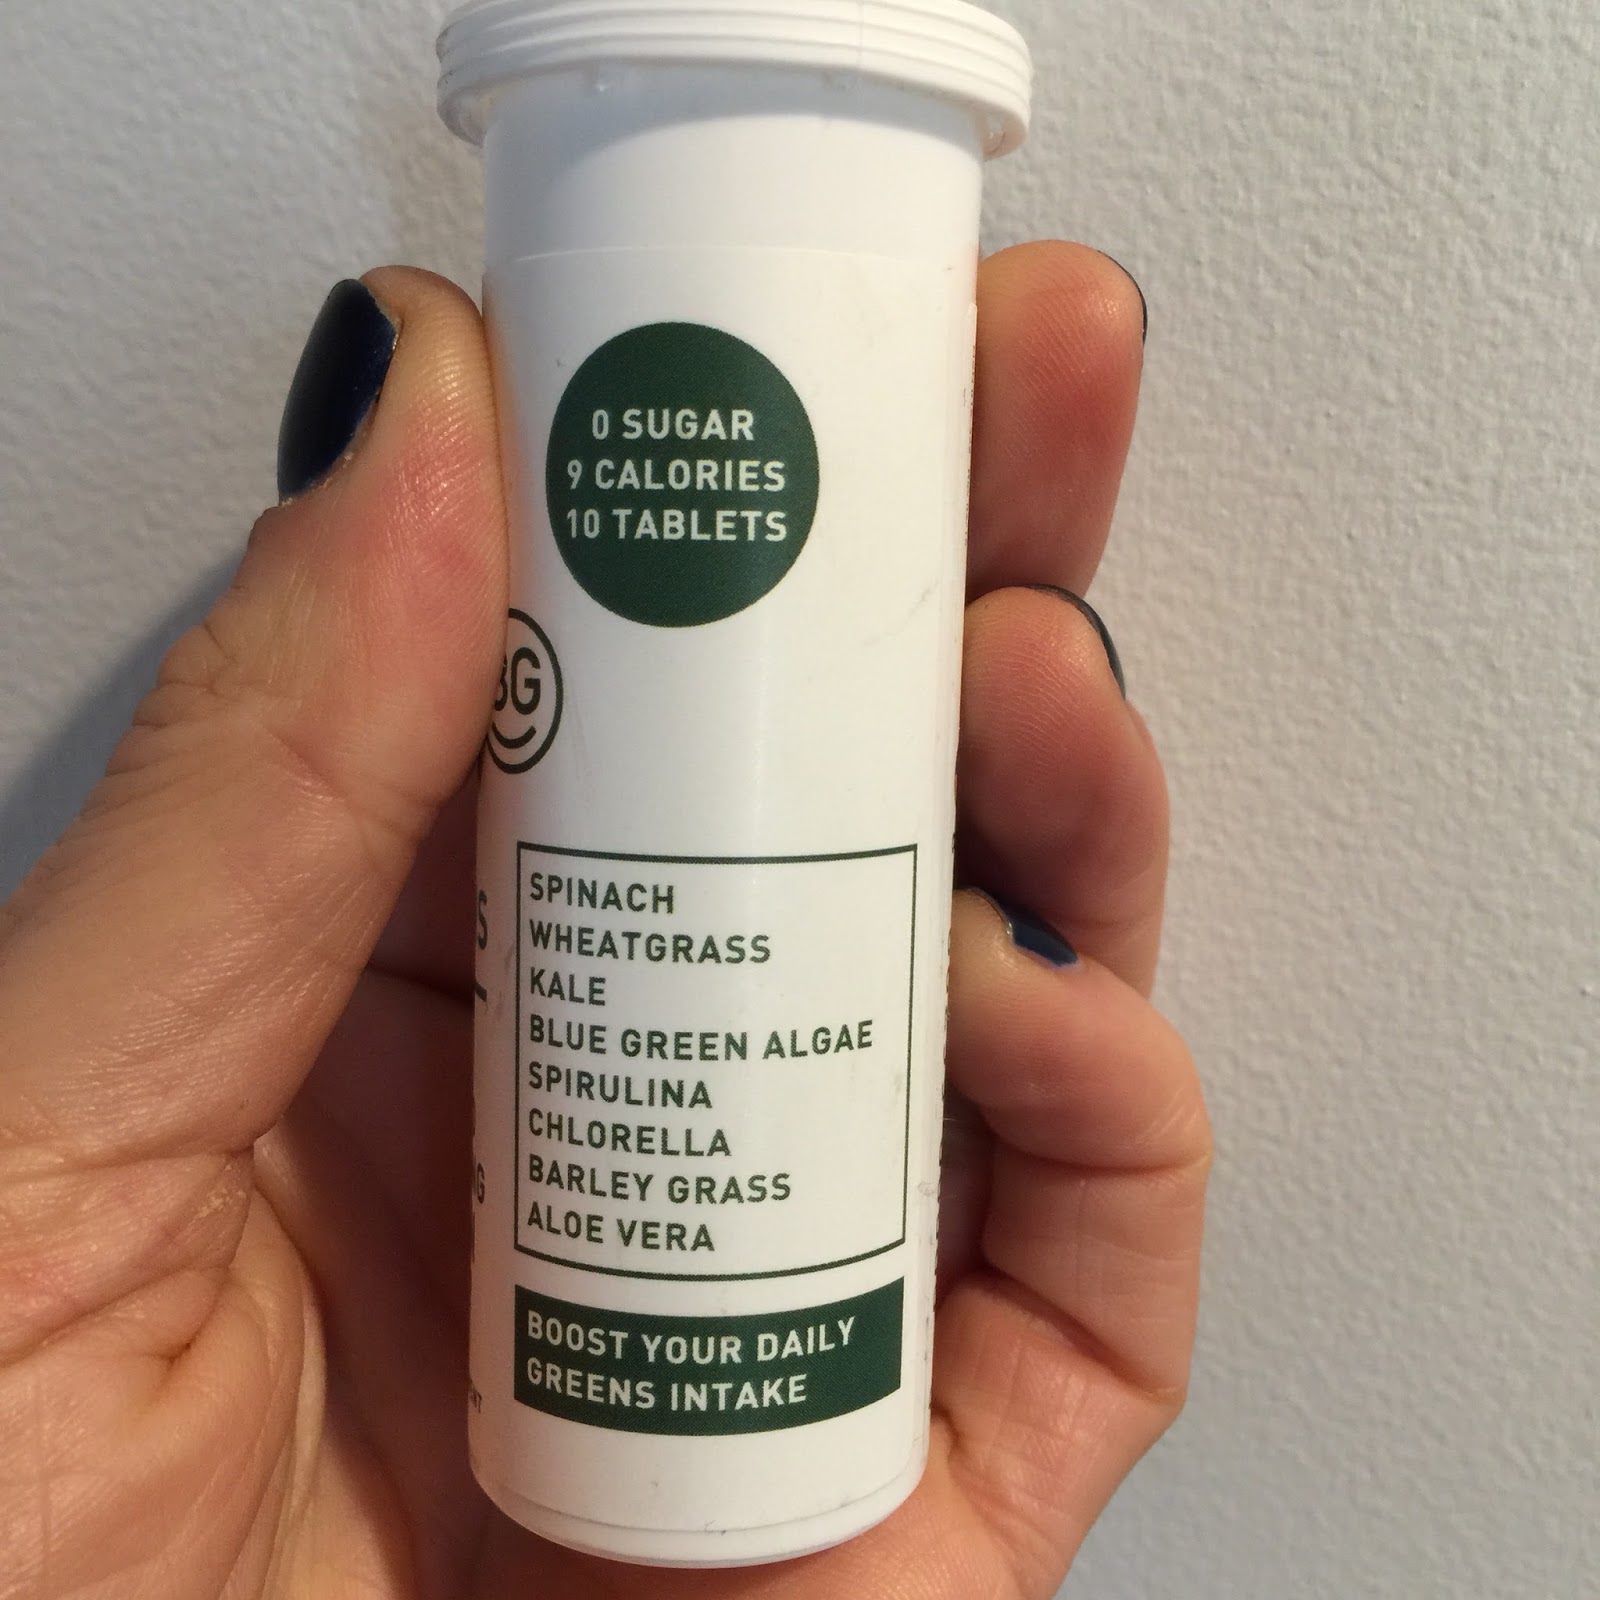 0 SUGAR
9 CALORIES
10 TABLETS
BG
SPINACH
WHEATGRASS
KALE
BLUE GREEN ALGAE
SPIRULINA
CHLORELLA
BARLEY GRASS
ALOE VERA
BOOST YOUR DAILY
GREENS INTAKE